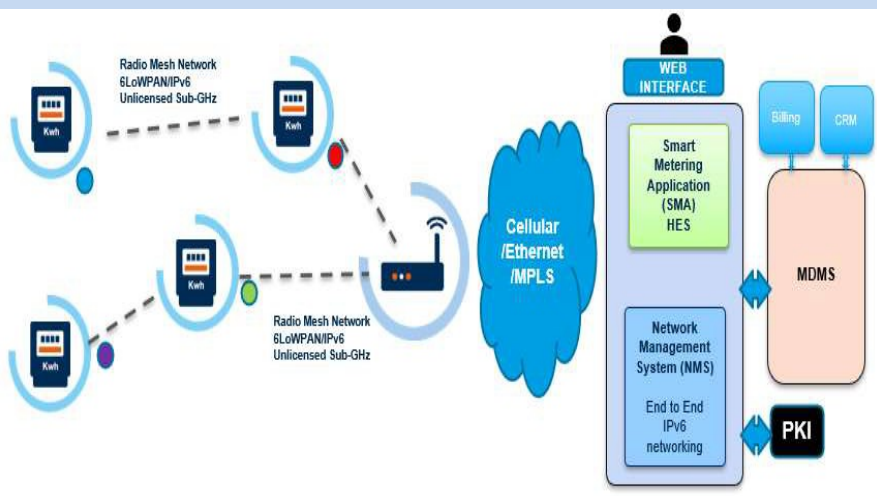 Radio Mesh Network
6LoWPAN/IPv6
Unlicensed Sub-GHz
Kwh
Kwh
Kwh
Kwh
Radio Mesh Network
6LoWPAN/IPv6
Unlicensed Sub-GHz
Cellular
/Ethernet
/MPLS
WEB
INTERFACE
Smart
Metering
Application
(SMA)
HES
Network
Management
System (NMS)
End to End
IPv6
networking
Billing
CRM
MDMS
PKI